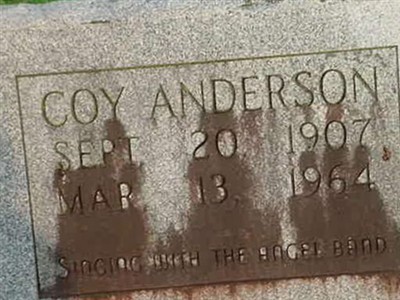 COY ANDERSON
SEPT 20 1907
MAR 13, 1964
SINGING WITH THE ANGEL BAND